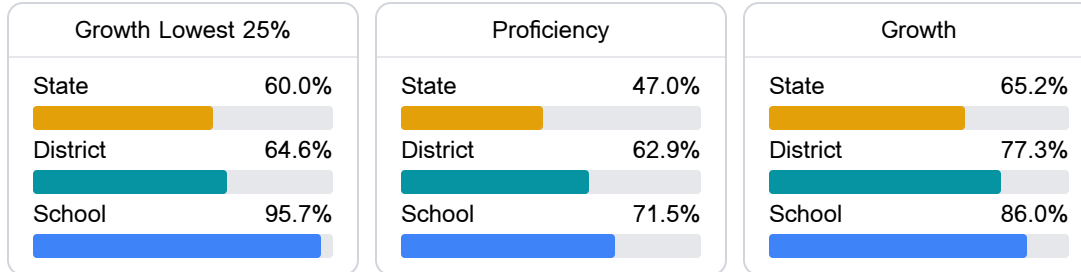 Growth Lowest 25%
State 60.0%
District 64.6%
School 95.7%
Proficiency
State 47.0%
District 62.9%
School 71.5%
Growth
State 65.2%
District 77.3%
School 86.0%